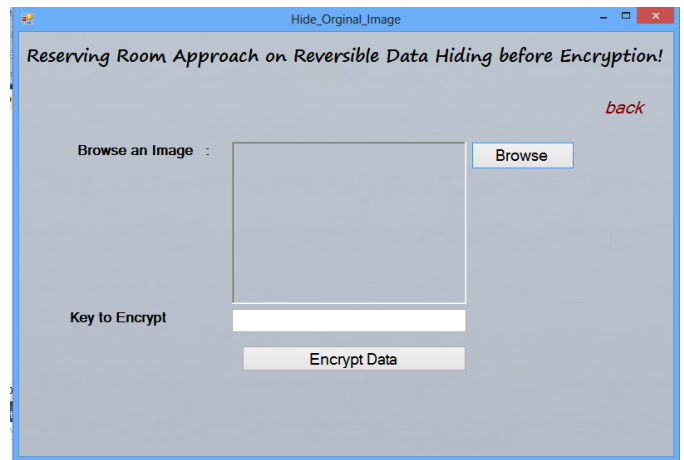 Hide_Orginal_Image
Reserving Room Approach on Reversible Data Hiding before Encryption!
back
Browse an Image :
Browse
Key to Encrypt
Encrypt Data